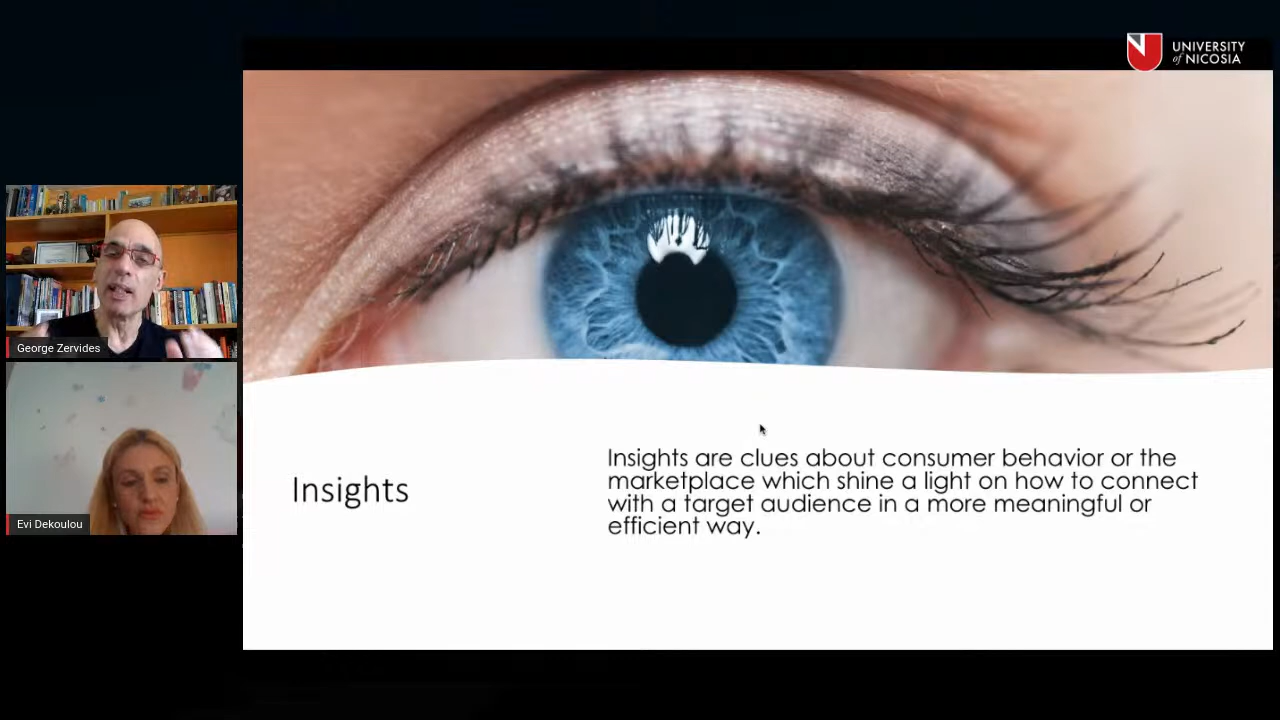 UNIVERSITY
of NICOSIA
George Zervides
Evi Dekoulou
Insights
Insights are clues about consumer behavior or the
marketplace which shine a light on how to connect
with a target audience in a more meaningful or
efficient way.